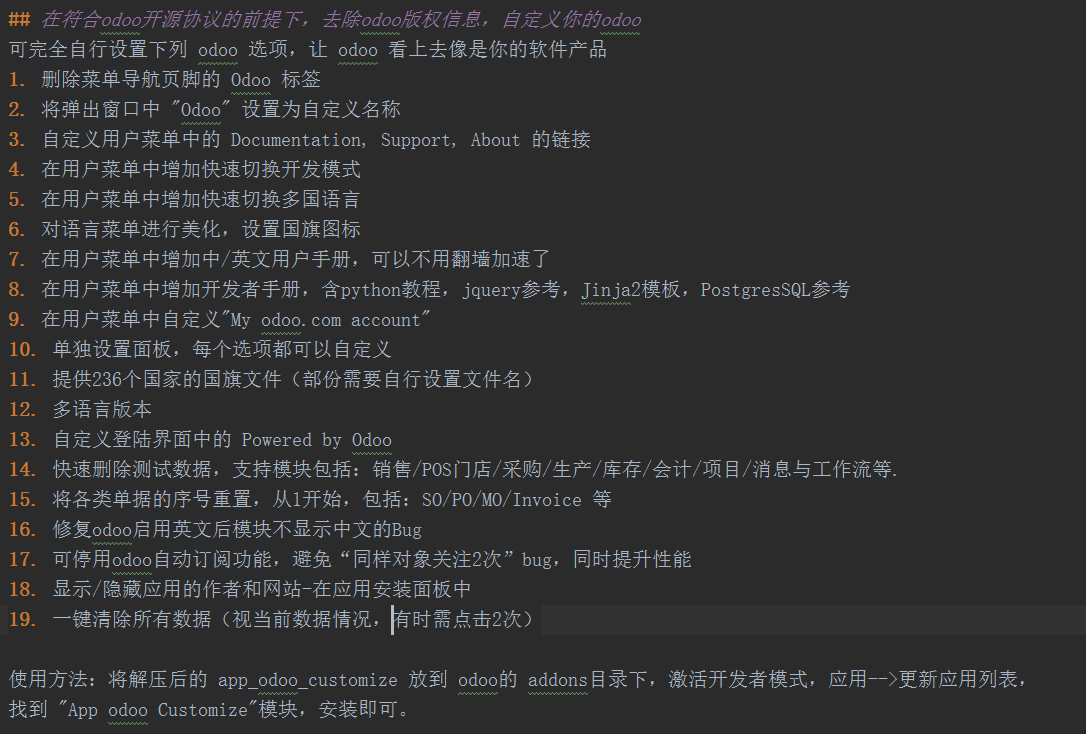 ## 在符合odoo开源协议的前提下，去除odoo版权信息，自定义你的odoo
可完全自行设置下列 odoo 选项，让 odoo 看上去像是你的软件产品
1. 删除菜单导航页脚的 Odoo 标签
2. 将弹出窗口中 "Odoo" 设置为自定义名称
3. 自定义用户菜单中的 Documentation, Support, About 的链接
4. 在用户菜单中增加快速切换开发模式
5. 在用户菜单中增加快速切换多国语言
6. 对语言菜单进行美化，设置国旗图标
7. 在用户菜单中增加中/英文用户手册，可以不用翻墙加速了
8. 在用户菜单中增加开发者手册，含python教程，jquery参考，Jinja2模板，PostgresSQL参考
9. 在用户菜单中自定义"My odoo.com account"
10. 单独设置面板，每个选项都可以自定义
11. 提供236个国家的国旗文件（部份需要自行设置文件名）
12. 多语言版本
13. 自定义登陆界面中的 Powered by Odoo
14. 快速删除测试数据，支持模块包括：销售/POS门店/采购/生产/库存/会计/项目/消息与工作流等.
15. 将各类单据的序号重置，从1开始，包括：SO/PO/MO/Invoice 等
16. 修复odoo启用英文后模块不显示中文的Bug
17. 可停用odoo自动订阅功能，避免“同样对象关注2次”bug，同时提升性能
18. 显示/隐藏应用的作者和网站-在应用安装面板中
19. 一键清除所有数据（视当前数据情况，有时需点击2次）
使用方法：将解压后的 app_odoo_customize 放到 odoo的 addons目录下，激活开发者模式，应用-->更新应用列表，
找到 "App odoo Customize"模块，安装即可。